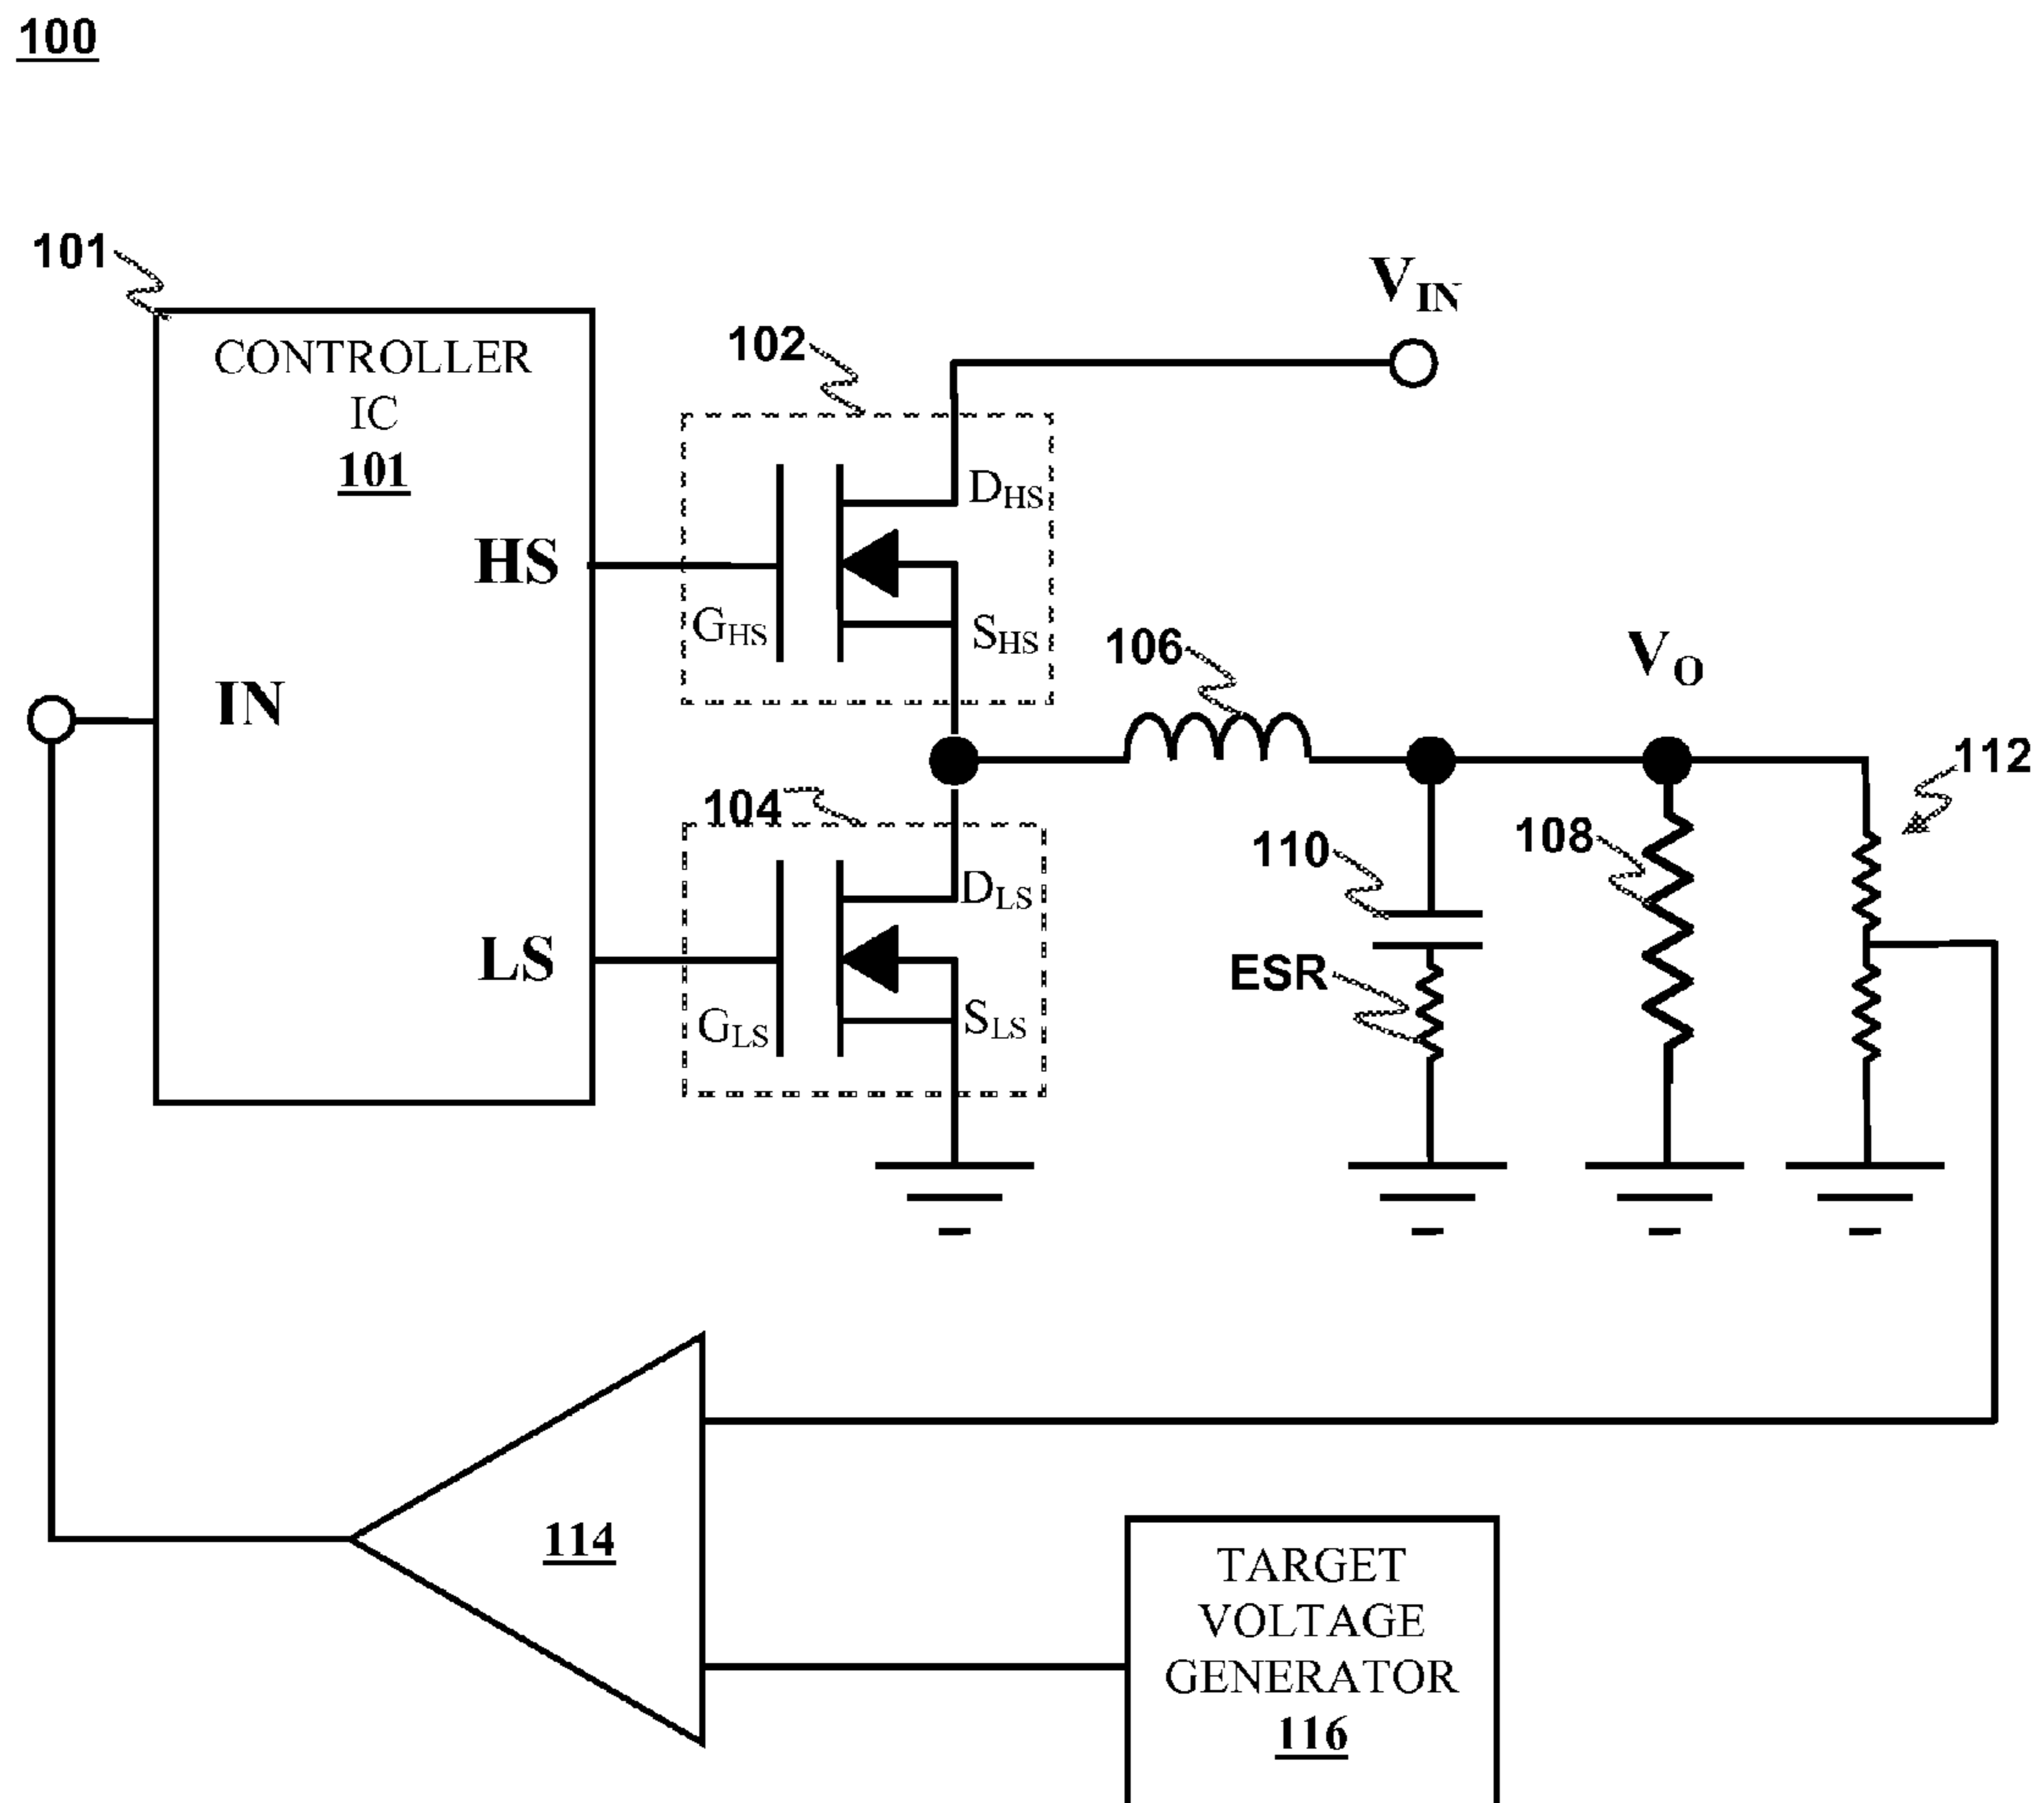 100
101
CONTROLLER
IC
101
HS
IN
LS
102
V_IN
D_HS
G_HS
S_HS
104
D_LS
G_LS
S_LS
106
V_O
112
110
108
ESR
114
TARGET
VOLTAGE
GENERATOR
116